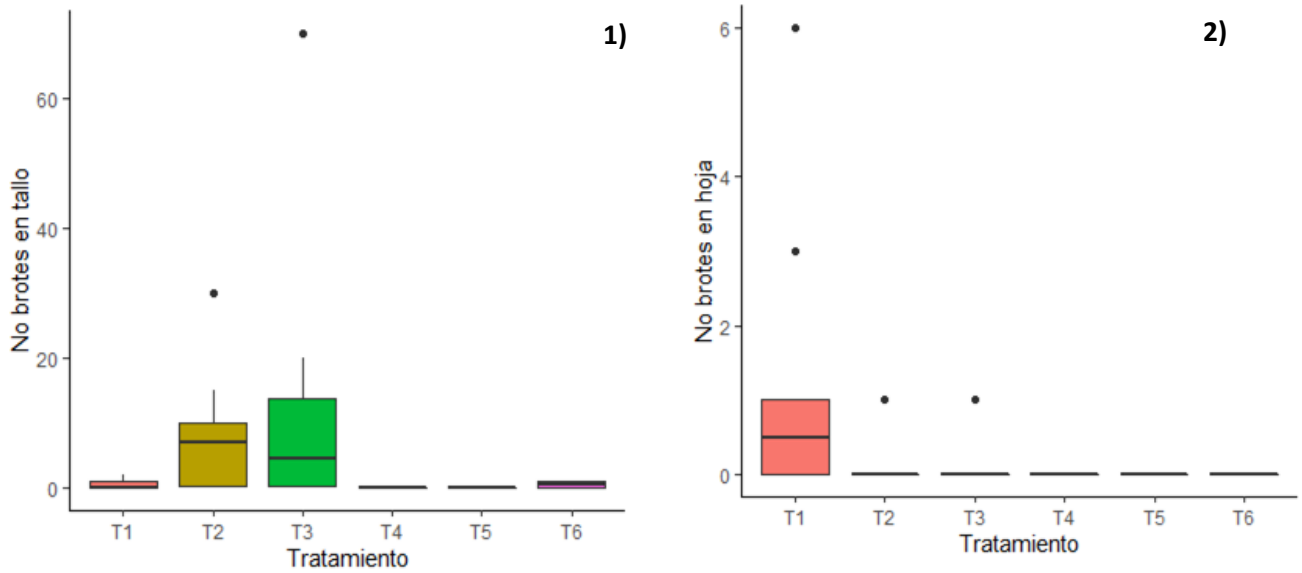 1)
No brotes en tallo
60
40
20
0
T1 T2 T3 T4 T5 T6
Tratamiento
2)
No brotes en hoja
6
4
2
0
T1 T2 T3 T4 T5 T6
Tratamiento